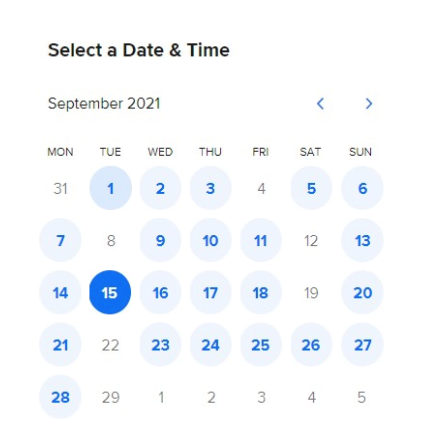 Select a Date & Time
September 2021
MON TUE WED THU FRI SAT SUN
31 1 2 3 4 5 6
7 8 9 10 11 12 13
14 15 16 17 18 19 20
21 22 23 24 25 26 27
28 29 1 2 3 4 5